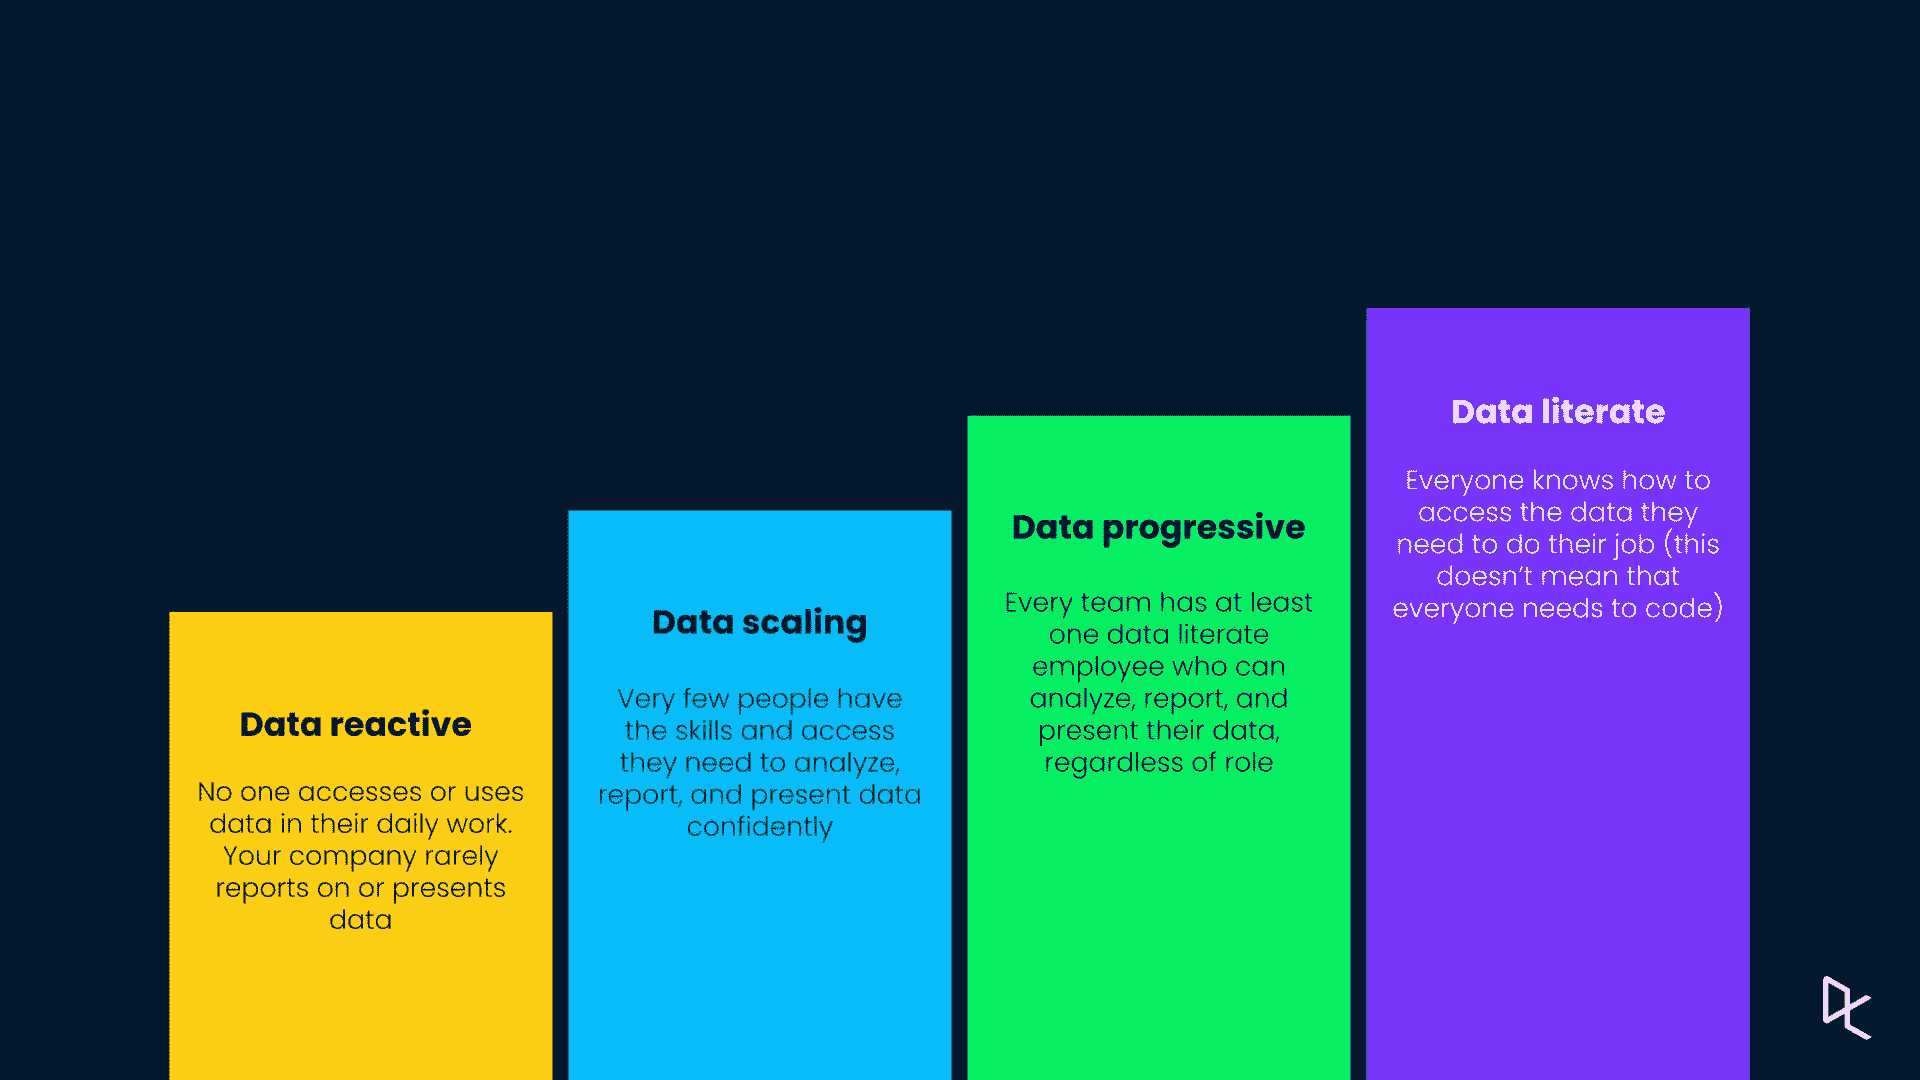 Data reactive
No one accesses or uses
data in their daily work.
Your company rarely
reports on or presents
data
Data scaling
Very few people have
the skills and access
they need to analyze,
report, and present data
confidently
Data progressive
Every team has at least
one data literate
employee who can
analyze, report, and
present their data,
regardless of role
Data literate
Everyone knows how to
access the data they
need to do their job (this
doesn't mean that
everyone needs to code)